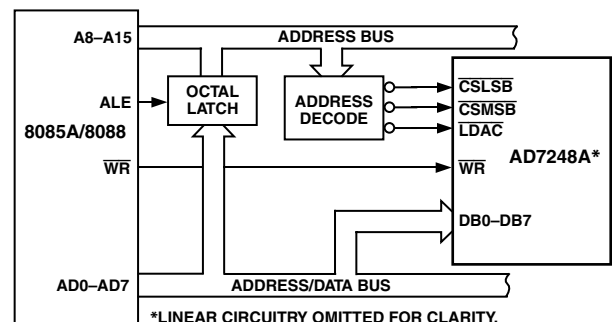 A8–A15
ADDRESS BUS
ALE
OCTAL
LATCH
ADDRESS
DECODE
CSLSB
CSMSB
LDAC
8085A/8088
AD7248A*
WR
WR
DB0–DB7
AD0–AD7
ADDRESS/DATA BUS
*LINEAR CIRCUITRY OMITTED FOR CLARITY.